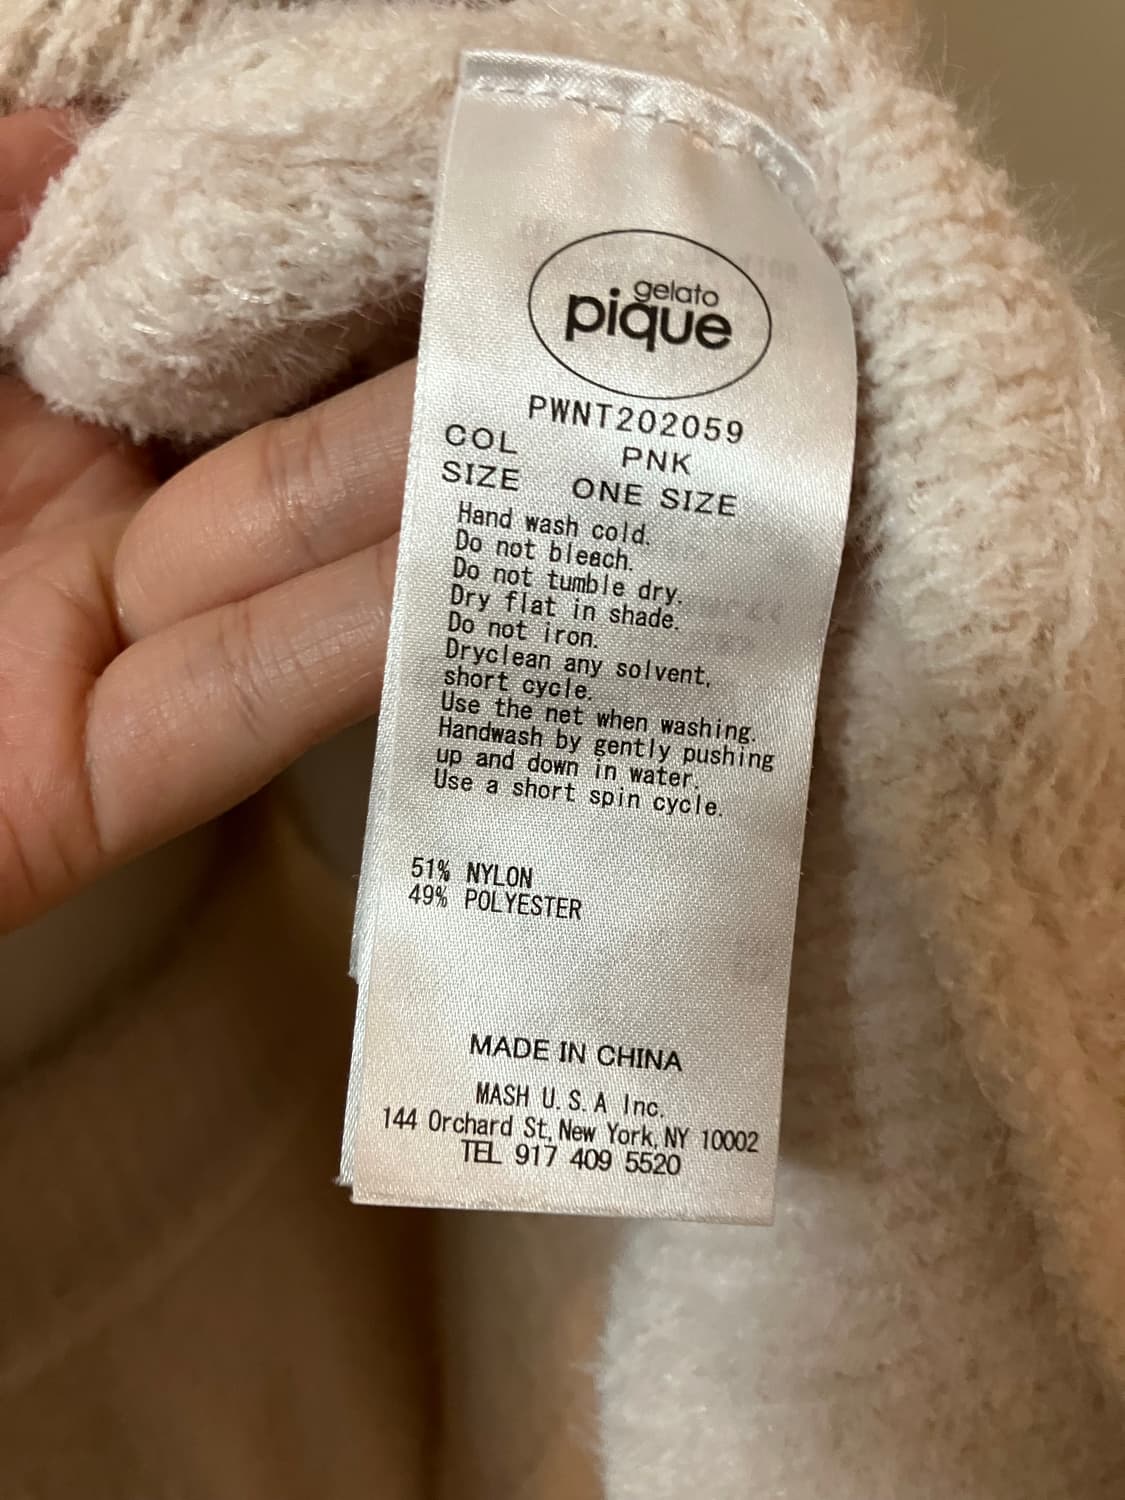 gelato
pique
PWNT202059
COL PNK
SIZE ONE SIZE
Hand wash cold.
Do not bleach.
Do not tumble dry.
Dry flat in shade.
Do not iron.
Dryclean any solvent,
short cycle.
Use the net when washing.
Handwash by gently pushing
up and down in water.
Use a short spin cycle.
51% NYLON
49% POLYESTER
MADE IN CHINA
MASH U.S.A Inc.
144 Orchard St, New York, NY 10002
TEL 917 409 5520